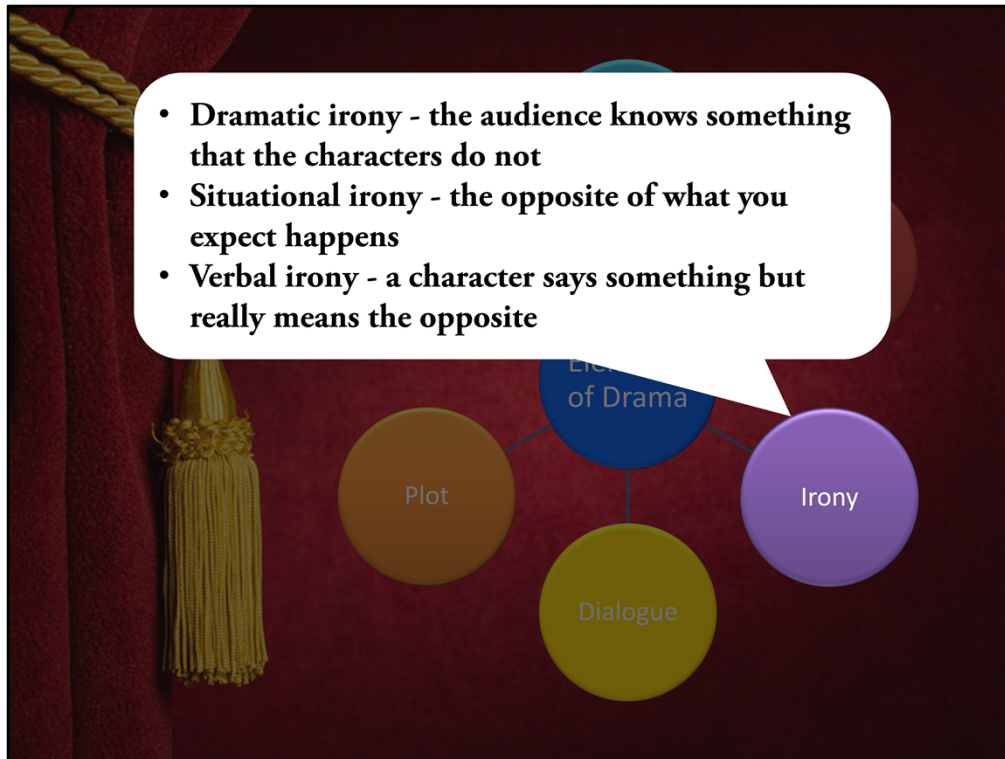 • Dramatic irony - the audience knows something
that the characters do not
• Situational irony - the opposite of what you
expect happens
• Verbal irony - a character says something but
really means the opposite
of Drama
Plot
Irony
Dialogue